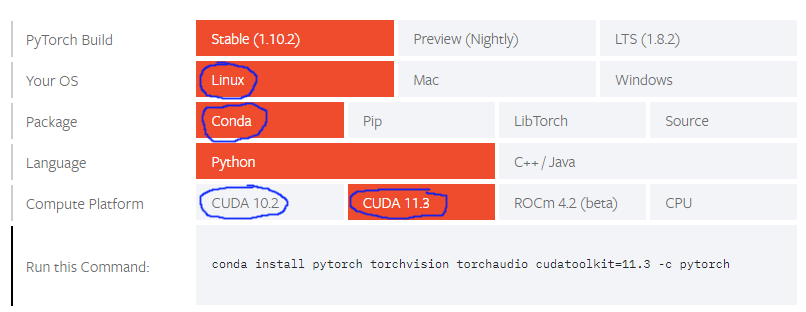 PyTorch Build Stable (1.10.2) Preview (Nightly) LTS (1.8.2)
Your OS Linux Mac Windows
Package Conda Pip LibTorch Source
Language Python C++ / Java
Compute Platform CUDA 10.2 CUDA 11.3 ROCm 4.2 (beta) CPU
Run this Command: conda install pytorch torchvision torchaudio cudatoolkit=11.3 -c pytorch